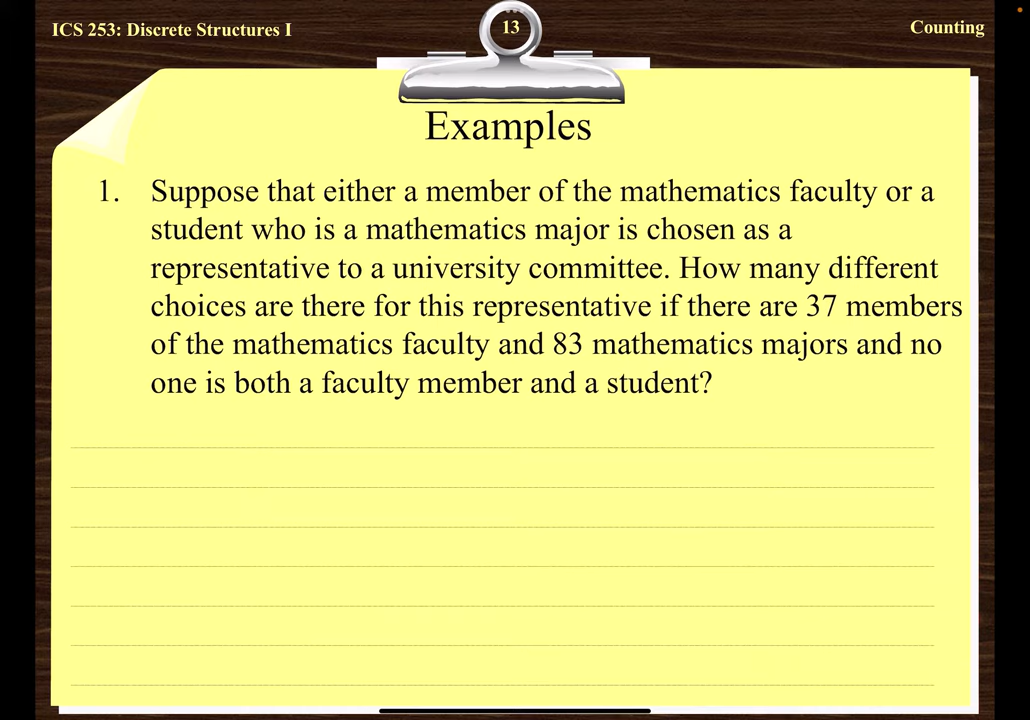 ICS 253: Discrete Structures I
13
Counting
Examples
1. Suppose that either a member of the mathematics faculty or a
student who is a mathematics major is chosen as a
representative to a university committee. How many different
choices are there for this representative if there are 37 members
of the mathematics faculty and 83 mathematics majors and no
one is both a faculty member and a student?